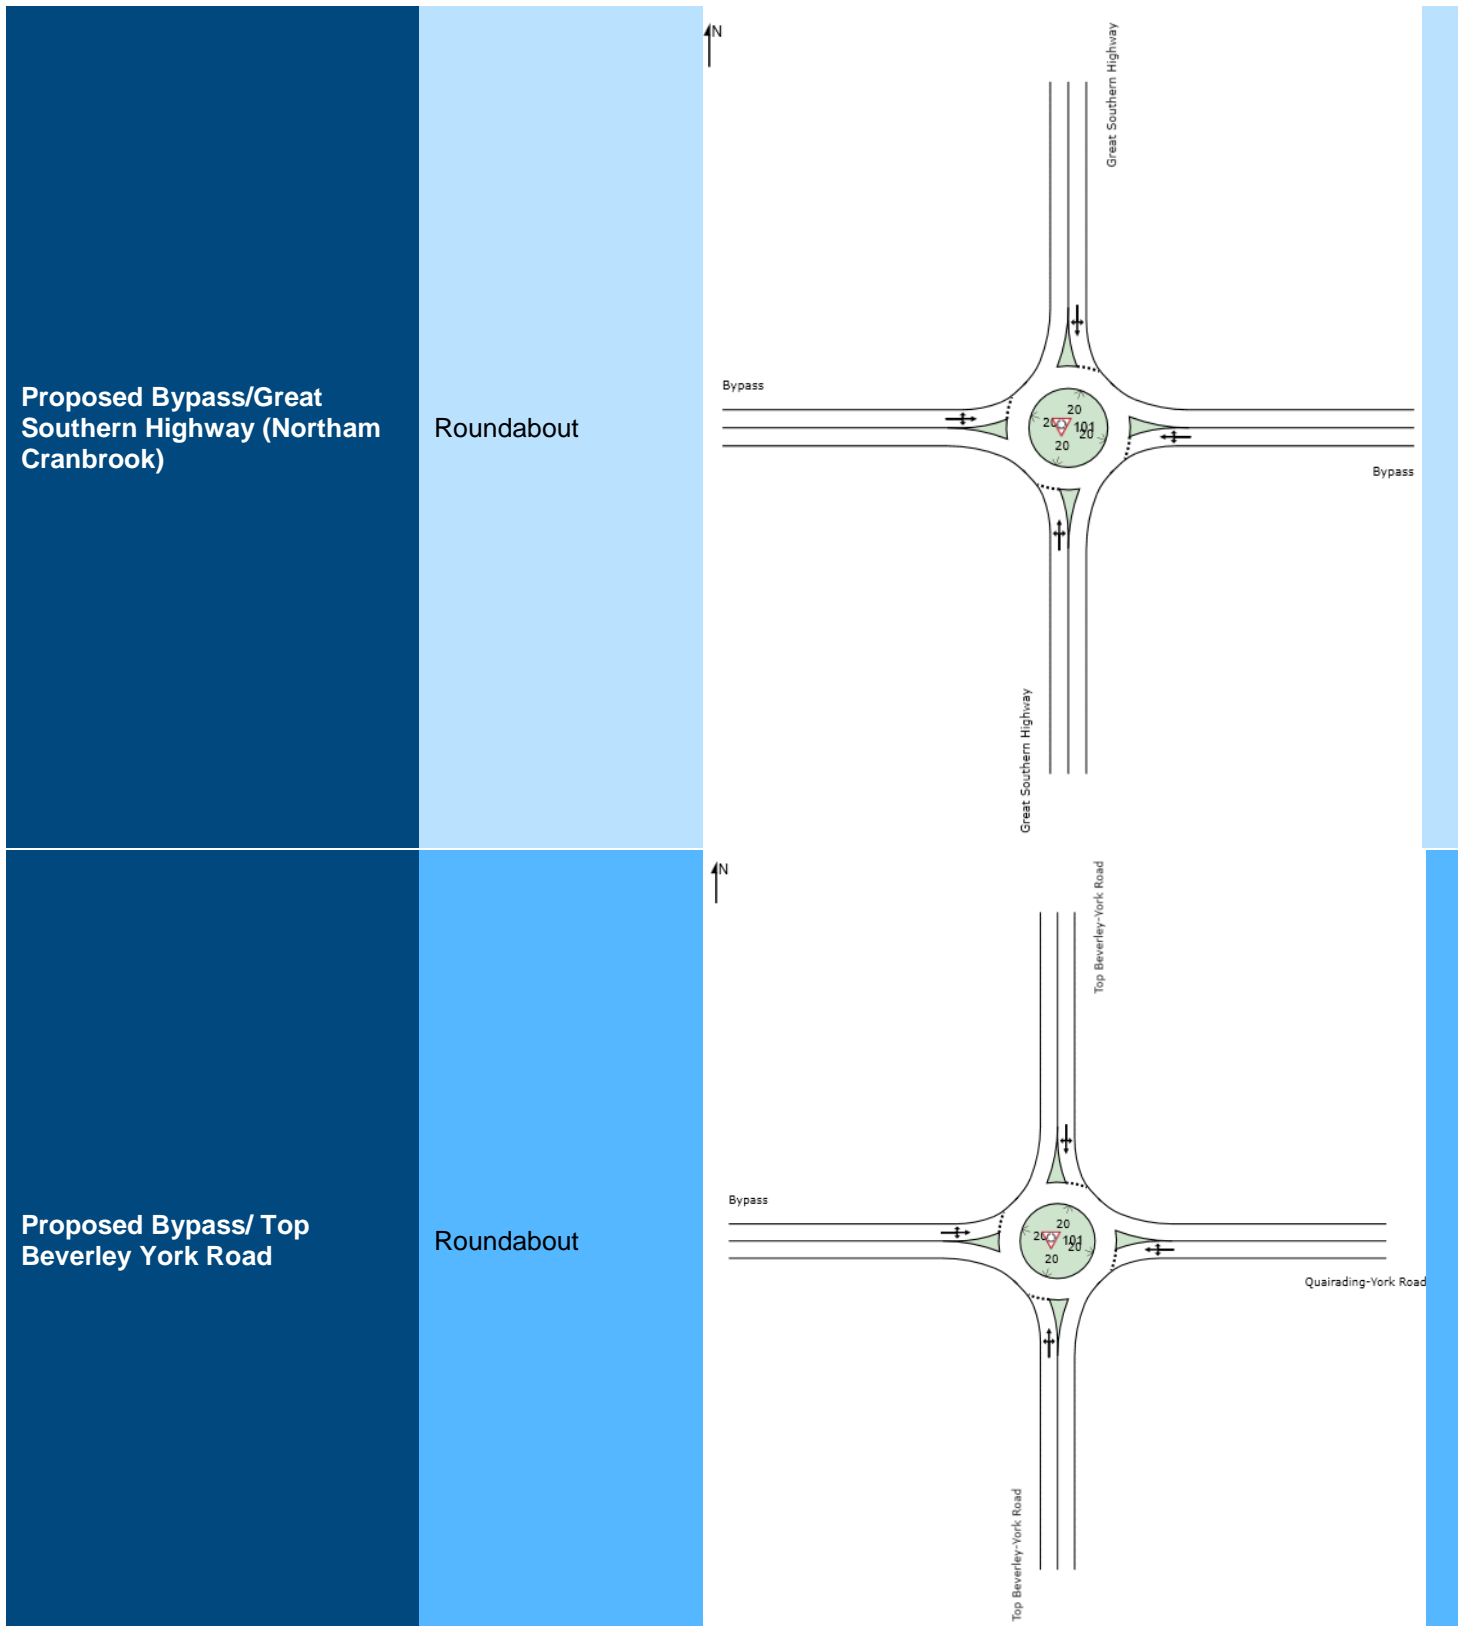 N
Great Southern Highway
Proposed Bypass/Great
Southern Highway (Northam
Cranbrook)
Roundabout
Bypass
20
20
101
20
20
Bypass
Great Southern Highway
N
Top Beverley-York Road
Proposed Bypass/ Top
Beverley York Road
Roundabout
Bypass
20
20
101
20
20
Quairading-York Road
Top Beverley-York Road